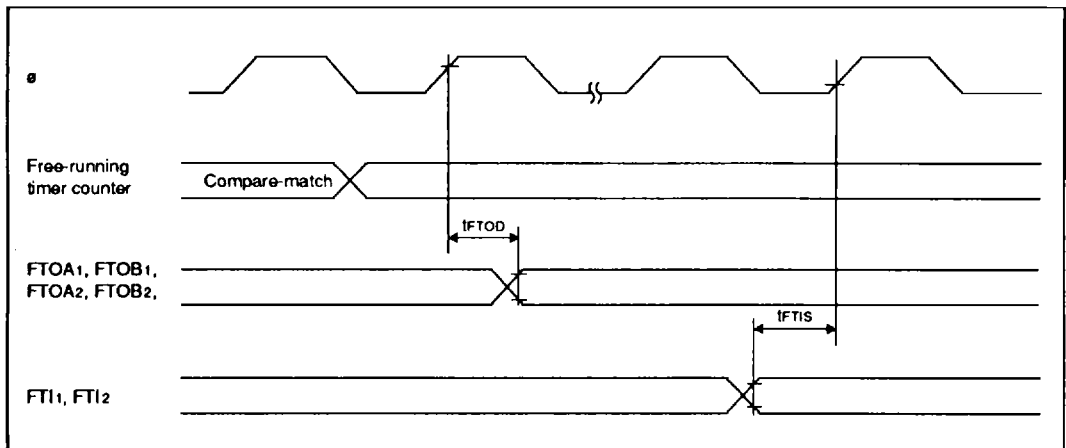 ø
Free-running
timer counter
Compare-match
tFTOD
FTOA1, FTOB1,
FTOA2, FTOB2,
tFTIS
FTI1, FTI2